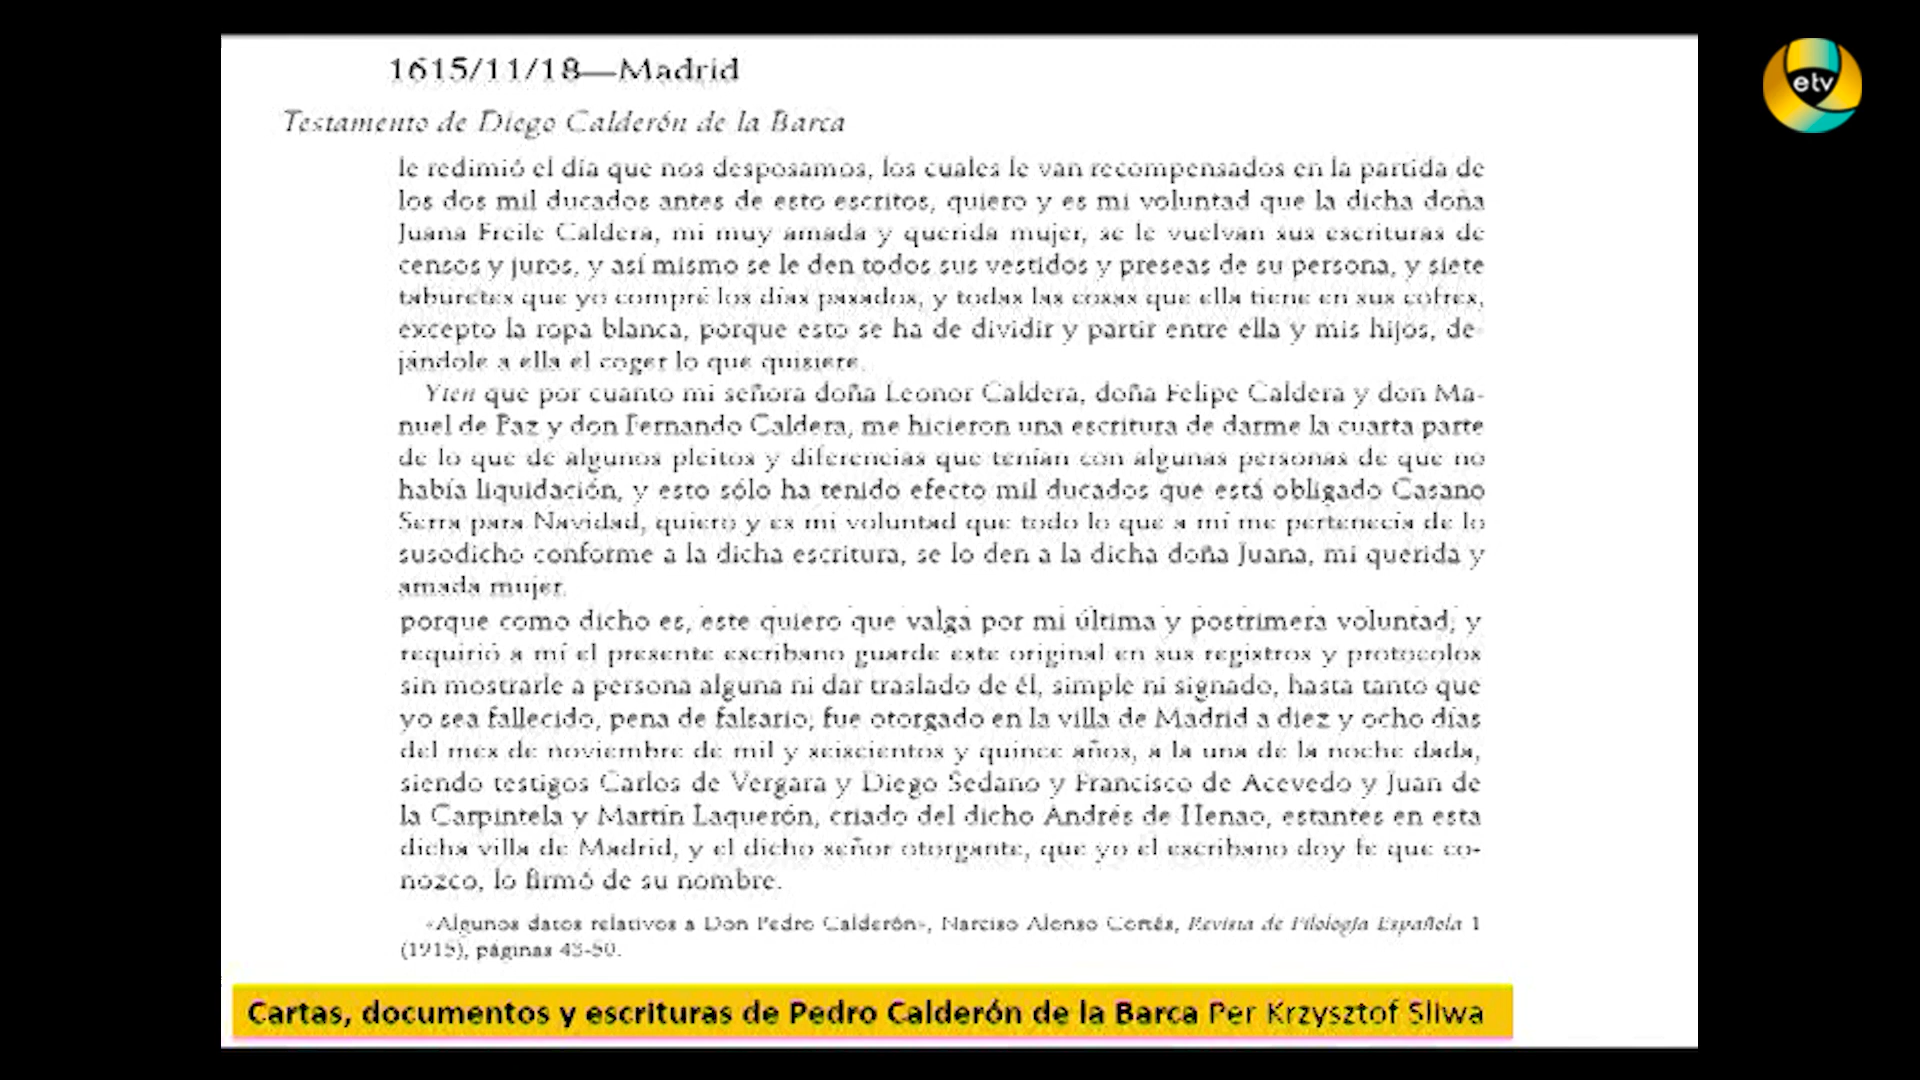 etv
1615/11/18—Madrid
Testamento de Diego Calderón de la Barca
le redimió el día que nos desposamos, los cuales le van recompensados en la partida de
los dos mil ducados antes de esto escritos, quiero y es mi voluntad que la dicha doña
Juana Freile Caldera, mi muy amada y querida mujer, se le vuelvan sus escrituras de
censos y juros, y así mismo se le den todos sus vestidos y preseas de su persona, y siete
taburetes que yo compré los días pasados, y todas las cosas que ella tiene en sus cofres,
excepto la ropa blanca, porque esto se ha de dividir y partir entre ella y mis hijos, de-
jándole a ella el coger lo que quisiere.
Yten que por cuanto mi señora doña Leonor Caldera, doña Felipe Caldera y don Ma-
nuel de Paz y don Fernando Caldera, me hicieron una escritura de darme la cuarta parte
de lo que de algunos pleitos y diferencias que tenían con algunas personas de que no
había liquidación, y esto sólo ha tenido efecto mil ducados que está obligado Casano
Serra para Navidad, quiero y es mi voluntad que todo lo que a mí me pertenecía de lo
susodicho conforme a la dicha escritura, se lo den a la dicha doña Juana, mi querida y
amada mujer.
porque como dicho es, este quiero que valga por mi última y postrimera voluntad; y
requirió a mí el presente escribano guarde este original en sus registros y protocolos
sin mostrarle a persona alguna ni dar traslado de él, simple ni signado, hasta tanto que
yo sea fallecido, pena de falsario; fue otorgado en la villa de Madrid a diez y ocho días
del mes de noviembre de mil y seiscientos y quince años, a la una de la noche dada,
siendo testigos Carlos de Vergara y Diego Sedano y Francisco de Acevedo y Juan de
la Carpintela y Martín Laquerón, criado del dicho Andrés de Henao, estantes en esta
dicha villa de Madrid, y el dicho señor otorgante, que yo el escribano doy fe que co-
nozco, lo firmó de su nombre.
«Algunos datos relativos a Don Pedro Calderón», Narciso Alonso Cortés, Revista de Filología Española 1
(1915), páginas 43-50.
Cartas, documentos y escrituras de Pedro Calderón de la Barca Per Krzysztof Sliwa